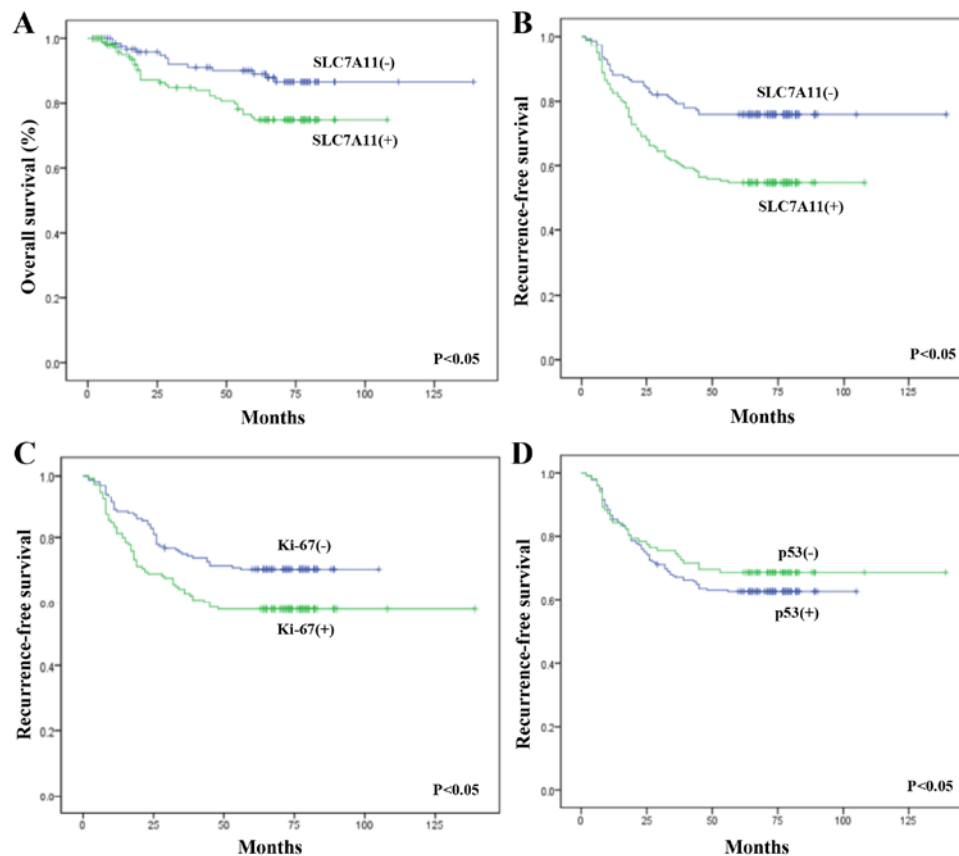 A
Overall survival (%)
1.0
0.8
0.6
0.4
0.2
0.0
SLC7A11(-)
SLC7A11(+)
P<0.05
0 25 50 75 100 125
Months
B
Recurrence-free survival
1.0
0.8
0.6
0.4
0.2
0.0
SLC7A11(-)
SLC7A11(+)
P<0.05
0 25 50 75 100 125
Months
C
Recurrence-free survival
1.0
0.8
0.2
0.0
Ki-67(-)
Ki-67(+)
P<0.05
0 25 50 75 100 125
Months
D
Recurrence-free survival
1.0
0.8
0.6
0.4
0.2
0.0
p53(-)
p53(+)
P<0.05
0 25 50 75 100 125
Months